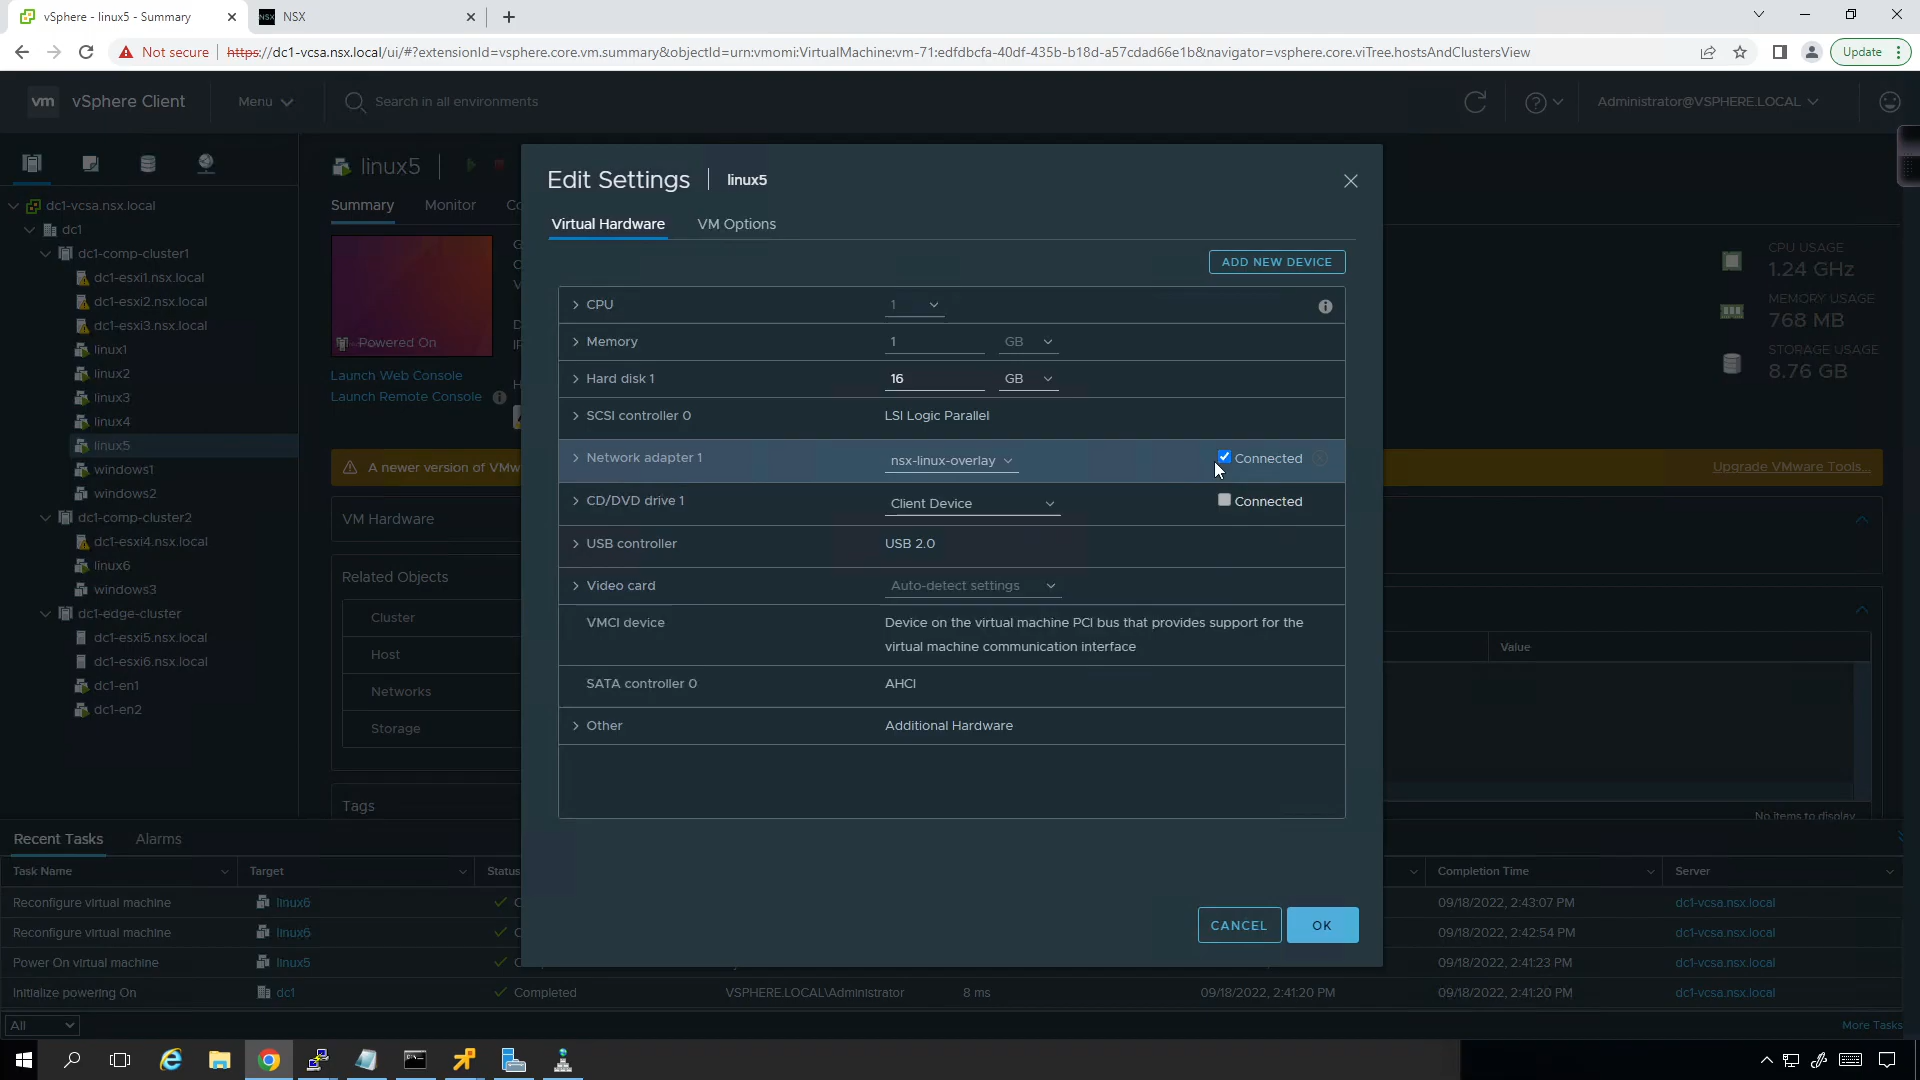 vSphere - linux5 - Summary
NSX
NSX
Not secure
https://dc1-vcsa.nsx.local/ui/#?extensionId=vsphere.core.vm.summary&objectId=urn:vmomi:VirtualMachine:vm-71:edfdbcfa-40df-435b-b18d-a57cdad66e1b&navigator=vsphere.core.viTree.hostsAndClustersView
Update
vm vSphere Client
Menu
Search in all environments
Administrator@VSPHERE.LOCAL
dc1-vcsa.nsx.local
dc1
dc1-comp-cluster1
dc1-esxi1.nsx.local
dc1-esxi2.nsx.local
dc1-esxi3.nsx.local
linux1
linux2
linux3
linux4
linux5
windows1
windows2
dc1-comp-cluster2
dc1-esxi4.nsx.local
linux6
windows3
dc1-edge-cluster
dc1-esxi5.nsx.local
dc1-esxi6.nsx.local
dc1-en1
dc1-en2
linux5
Summary
Monitor
Powered On
Launch Web Console
Launch Remote Console
A newer version of VMw
Upgrade VMware Tools...
VM Hardware
Related Objects
Cluster
Host
Networks
Storage
Tags
CPU USAGE
1.24 GHz
MEMORY USAGE
768 MB
STORAGE USAGE
8.76 GB
Value
No items to display
Edit Settings
linux5
Virtual Hardware
VM Options
ADD NEW DEVICE
CPU
1
Memory
1
GB
Hard disk 1
16
GB
SCSI controller 0
LSI Logic Parallel
Network adapter 1
nsx-linux-overlay
Connected
CD/DVD drive 1
Client Device
Connected
USB controller
USB 2.0
Video card
Auto-detect settings
VMCI device
Device on the virtual machine PCI bus that provides support for the
virtual machine communication interface
SATA controller 0
AHCI
Other
Additional Hardware
CANCEL
OK
Recent Tasks
Alarms
Task Name
Target
Status
Completion Time
Server
Reconfigure virtual machine
linux6
09/18/2022, 2:43:07 PM
dc1-vcsa.nsx.local
Reconfigure virtual machine
linux6
09/18/2022, 2:42:54 PM
dc1-vcsa.nsx.local
Power On virtual machine
linux5
09/18/2022, 2:41:23 PM
dc1-vcsa.nsx.local
Initialize powering On
dc1
Completed
VSPHERE.LOCAL\Administrator
8 ms
09/18/2022, 2:41:20 PM
09/18/2022, 2:41:20 PM
dc1-vcsa.nsx.local
All
More Tasks